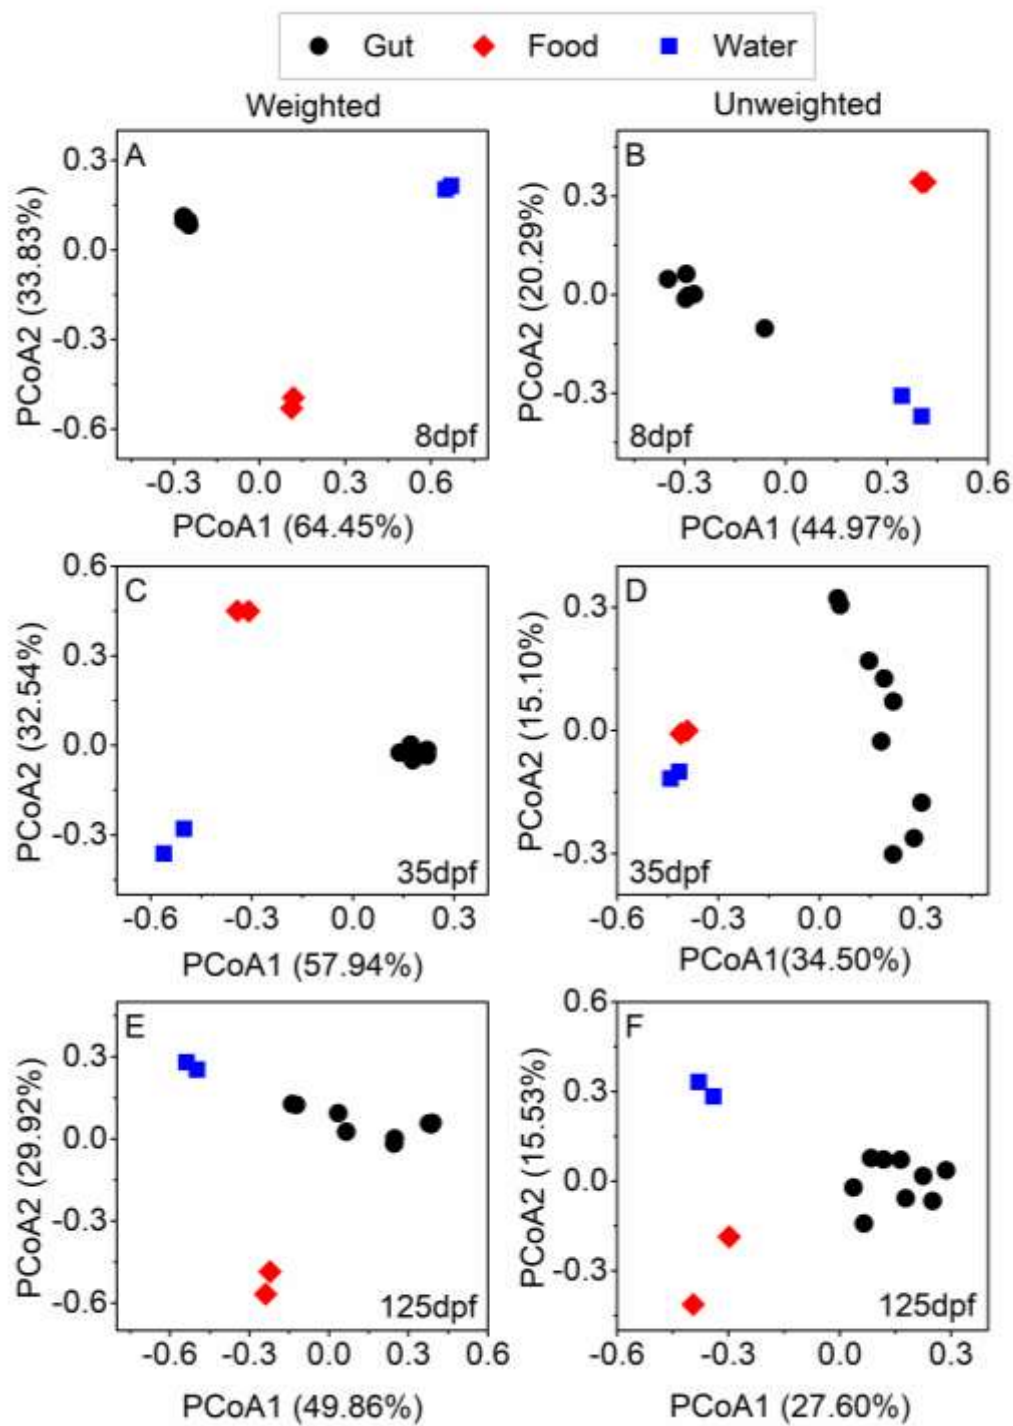 Gut Food Water
Weighted Unweighted
A
PCoA2 (33.83%)
0.3
0.0
-0.3
-0.6
8dpf
-0.3 0.0 0.3 0.6
PCoA1 (64.45%)
B
PCoA2 (20.29%)
0.3
0.0
-0.3
8dpf
-0.3 0.0 0.3 0.6
PCoA1 (44.97%)
C
PCoA2 (32.54%)
0.6
0.3
0.0
-0.3
35dpf
-0.6 -0.3 0.0 0.3
PCoA1 (57.94%)
D
PCoA2 (15.10%)
0.3
0.0
-0.3
35dpf
-0.6 -0.3 0.0 0.3
PCoA1(34.50%)
E
PCoA2 (29.92%)
0.3
0.0
-0.3
-0.6
125dpf
-0.6 -0.3 0.0 0.3 0.6
PCoA1 (49.86%)
F
PCoA2 (15.53%)
0.6
0.3
0.0
-0.3
125dpf
-0.6 -0.3 0.0 0.3
PCoA1 (27.60%)